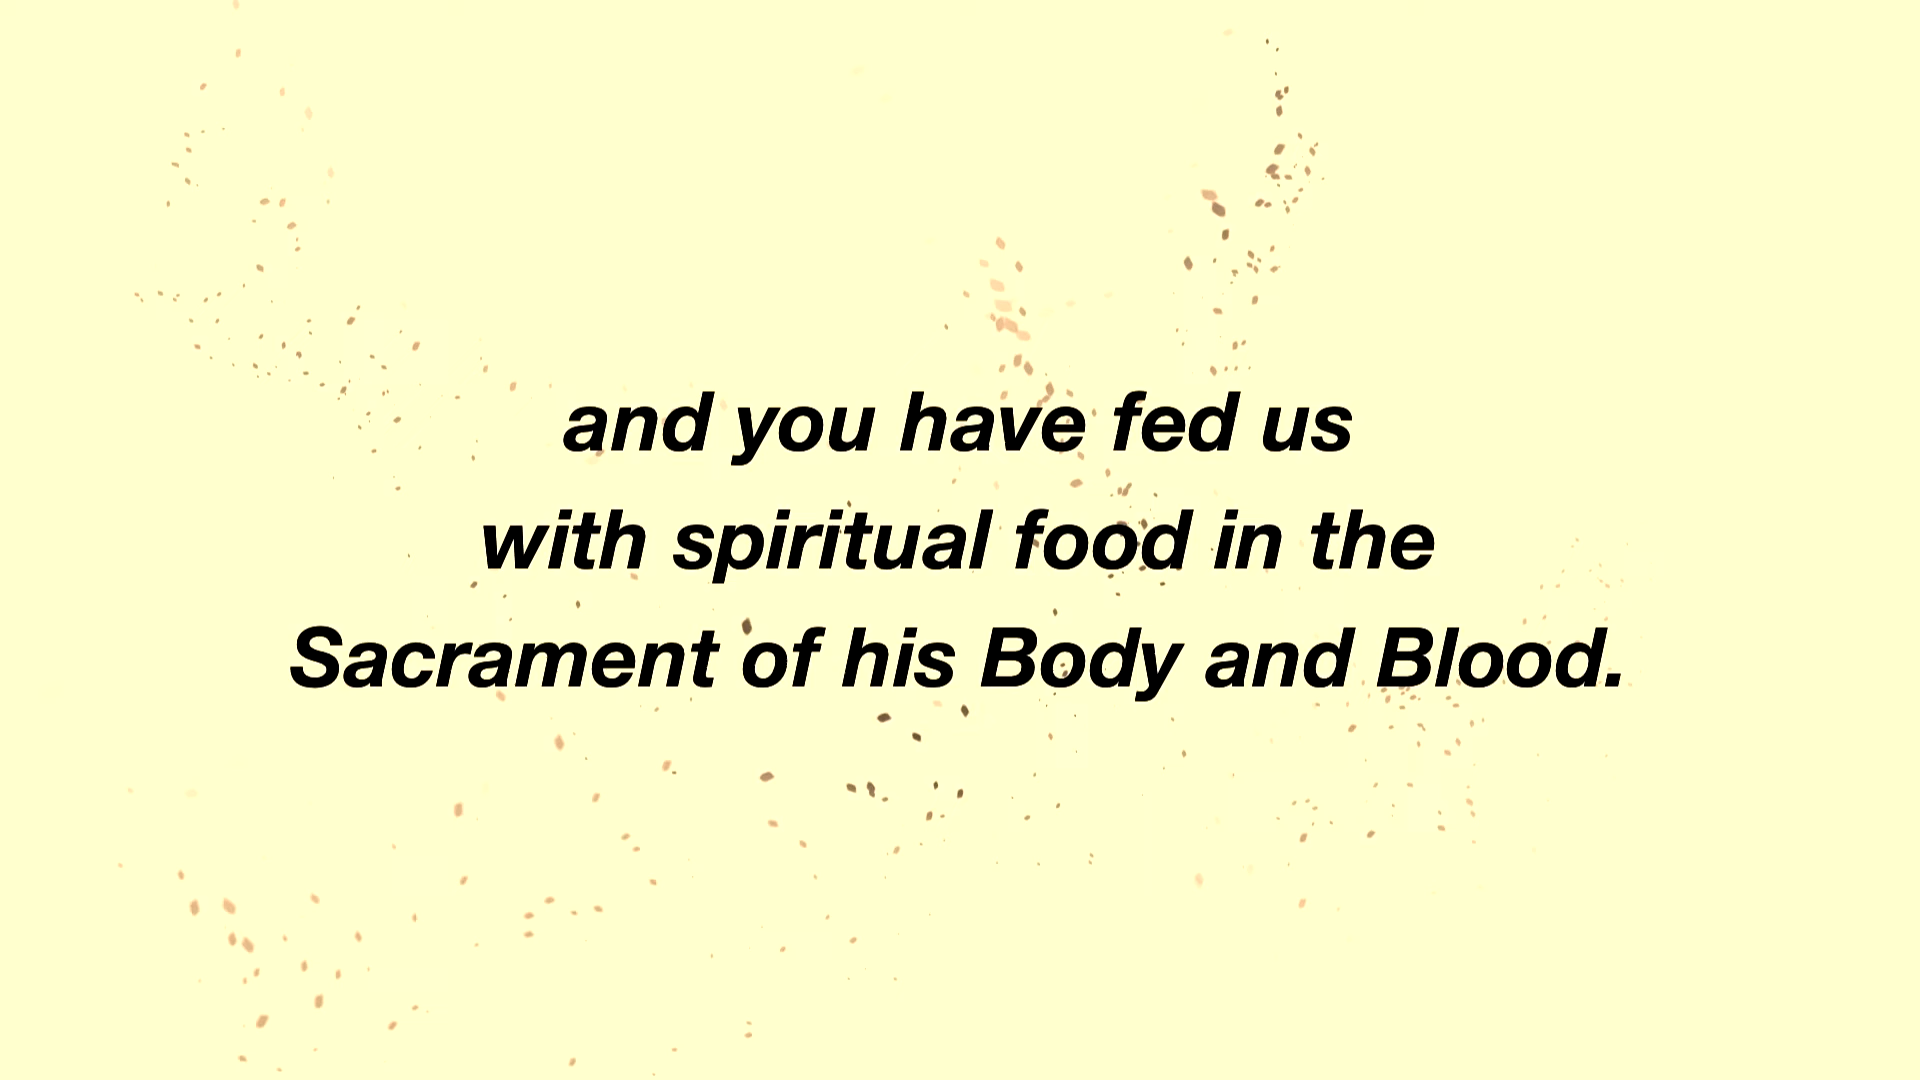 and you have fed us
with spiritual food in the
Sacrament of his Body and Blood.